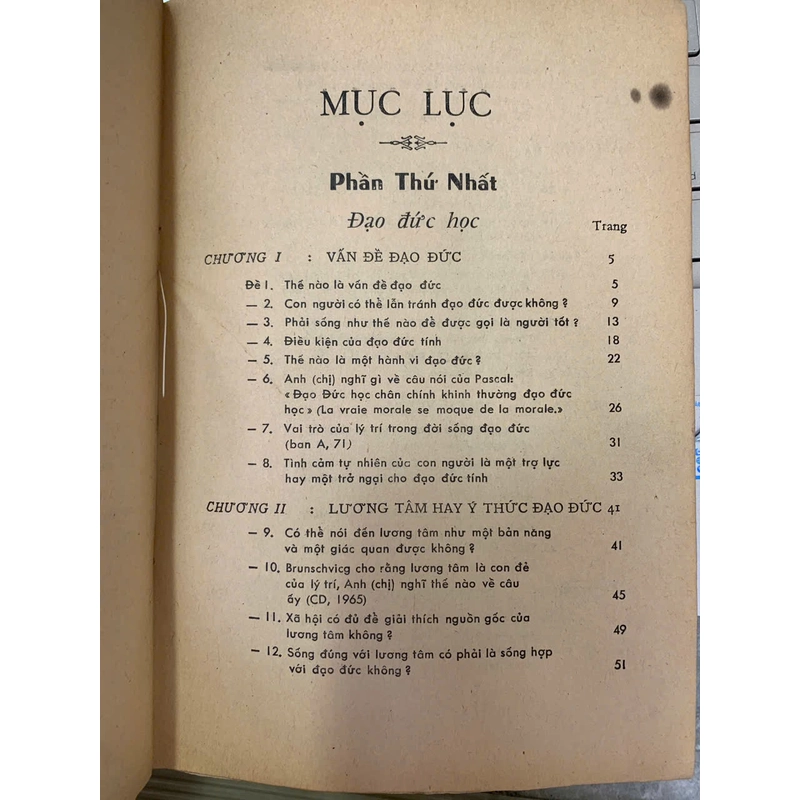 MỤC LỤC
Phần Thứ Nhất
Đạo đức học
Trang
CHƯƠNG I : VẤN ĐỀ ĐẠO ĐỨC 5
Đề 1. Thế nào là vấn đề đạo đức 5
— 2. Con người có thể lẫn tránh đạo đức được không ? 9
— 3. Phải sống như thế nào để được gọi là người tốt ? 13
— 4. Điều kiện của đạo đức tính 18
— 5. Thế nào là một hành vi đạo đức ? 22
— 6. Anh (chị) nghĩ gì về câu nói của Pascal:
« Đạo Đức học chân chính khinh thường đạo đức
học » (La vraie morale se moque de la morale.» 26
— 7. Vai trò của lý trí trong đời sống đạo đức
(ban A, 71) 31
— 8. Tình cảm tự nhiên của con người là một trợ lực
hay một trở ngại cho đạo đức tính 33
CHƯƠNG II : LƯƠNG TÂM HAY Ý THỨC ĐẠO ĐỨC 41
— 9. Có thể nói đến lương tâm như một bản năng
và một giác quan được không ? 41
— 10. Brunschvicg cho rằng lương tâm là con đẻ
của lý trí, Anh (chị) nghĩ thế nào về câu
ấy (CD, 1965) 45
— 11. Xã hội có đủ để giải thích nguồn gốc của
lương tâm không ? 49
— 12. Sống đúng với lương tâm có phải là sống hợp
với đạo đức không ? 51